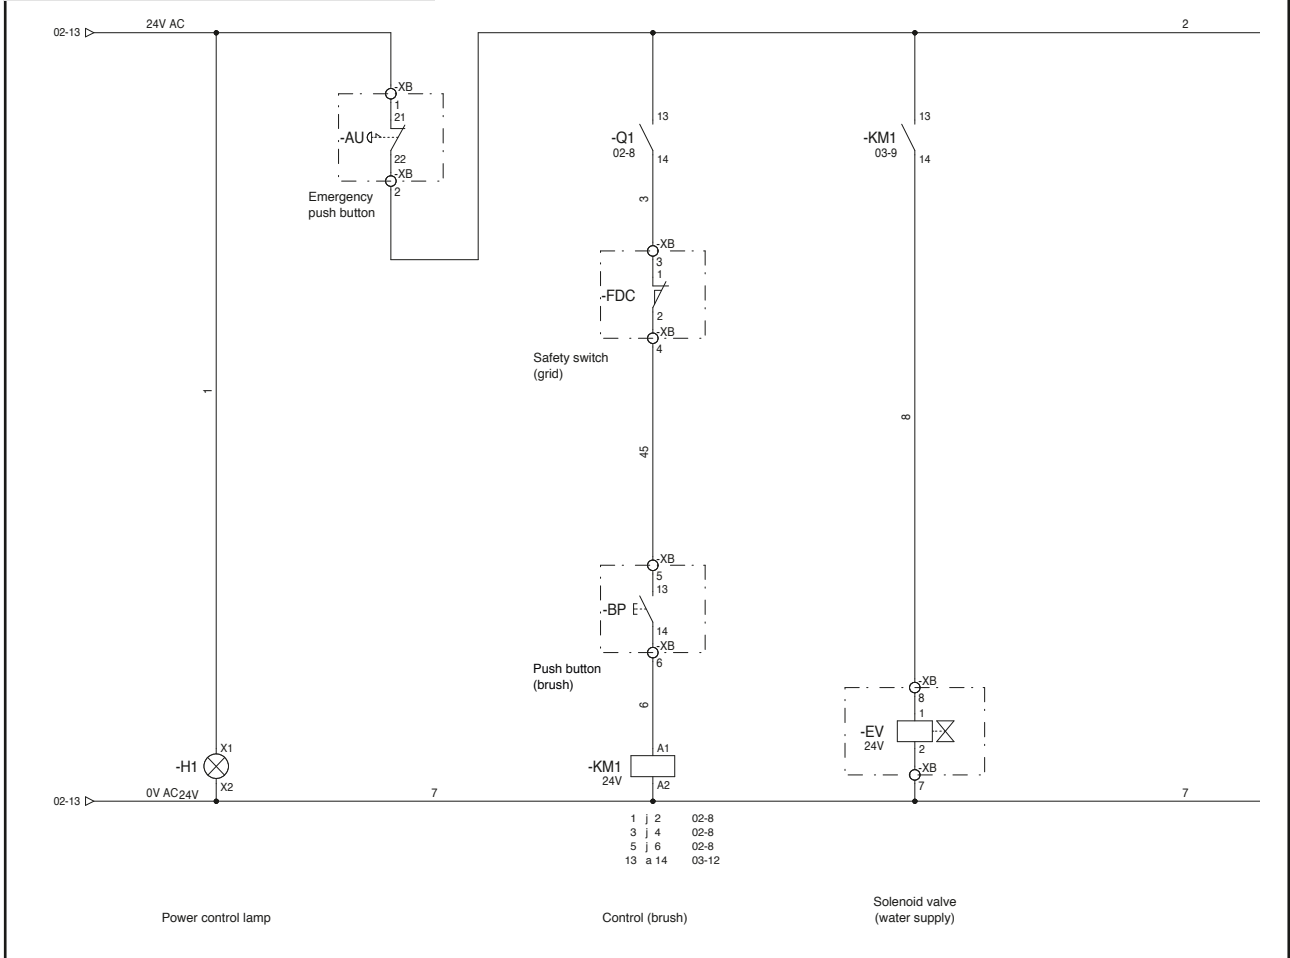 02-13
24V AC
2
-XB
1
21
-AU
22
-XB
2
Emergency
push button
13
-Q1
02-8
14
3
-XB
3
1
-FDC
2
-XB
4
Safety switch
(grid)
45
-XB
5
13
-BP
14
-XB
6
Push button
(brush)
6
A1
-KM1
24V
A2
13
-KM1
03-9
14
8
-XB
8
1
-EV
24V
2
-XB
7
1
X1
-H1
X2
02-13
0V AC
24V
7
7
1 j 2 02-8
3 j 4 02-8
5 j 6 02-8
13 a 14 03-12
Power control lamp
Control (brush)
Solenoid valve
(water supply)